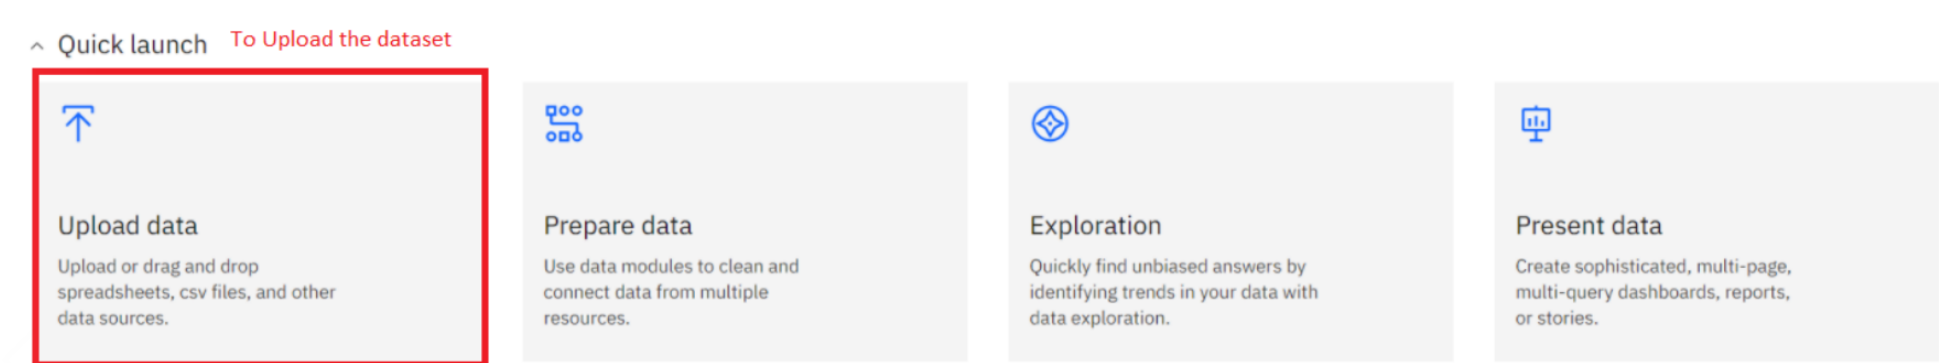 Quick launch To Upload the dataset
Upload data
Upload or drag and drop
spreadsheets, csv files, and other
data sources.
Prepare data
Use data modules to clean and
connect data from multiple
resources.
Exploration
Quickly find unbiased answers by
identifying trends in your data with
data exploration.
Present data
Create sophisticated, multi-page,
multi-query dashboards, reports,
or stories.